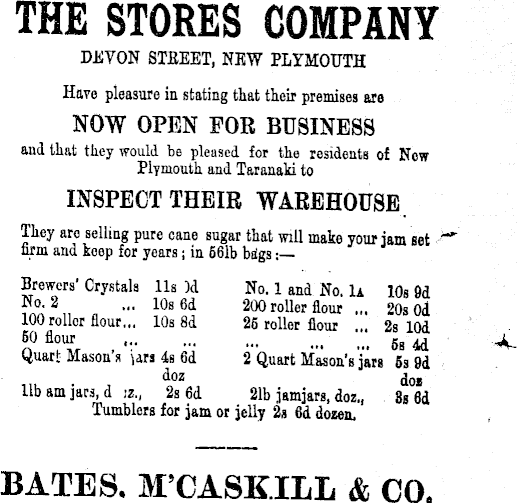 THE STORES COMPANY
DEVON STREET, NEW PLYMOUTH
Have pleasure in stating that their premises are
NOW OPEN FOR BUSINESS
and that they would be pleased for the residents of New
Plymouth and Taranaki to
INSPECT THEIR WAREHOUSE.
They are selling pure cane sugar that will make your jam set
firm and keep for years; in 56lb bags:—
Brewers' Crystals 11s )d No. 1 and No. 1A 10s 9d
No. 2 ... 10s 6d 200 roller flour ... 20s 0d
100 roller flour... 10s 8d 25 roller flour ... 2s 10d
50 flour ... ... ... ... ... 5s 4d
Quart Mason's jars 4s 6d 2 Quart Mason's jars 5s 9d
doz doz
1lb am jars, d z., 2s 6d 2lb jamjars, doz., 3s 6d
Tumblers for jam or jelly 2s 6d dozen.
BATES, M'CASKILL & CO.